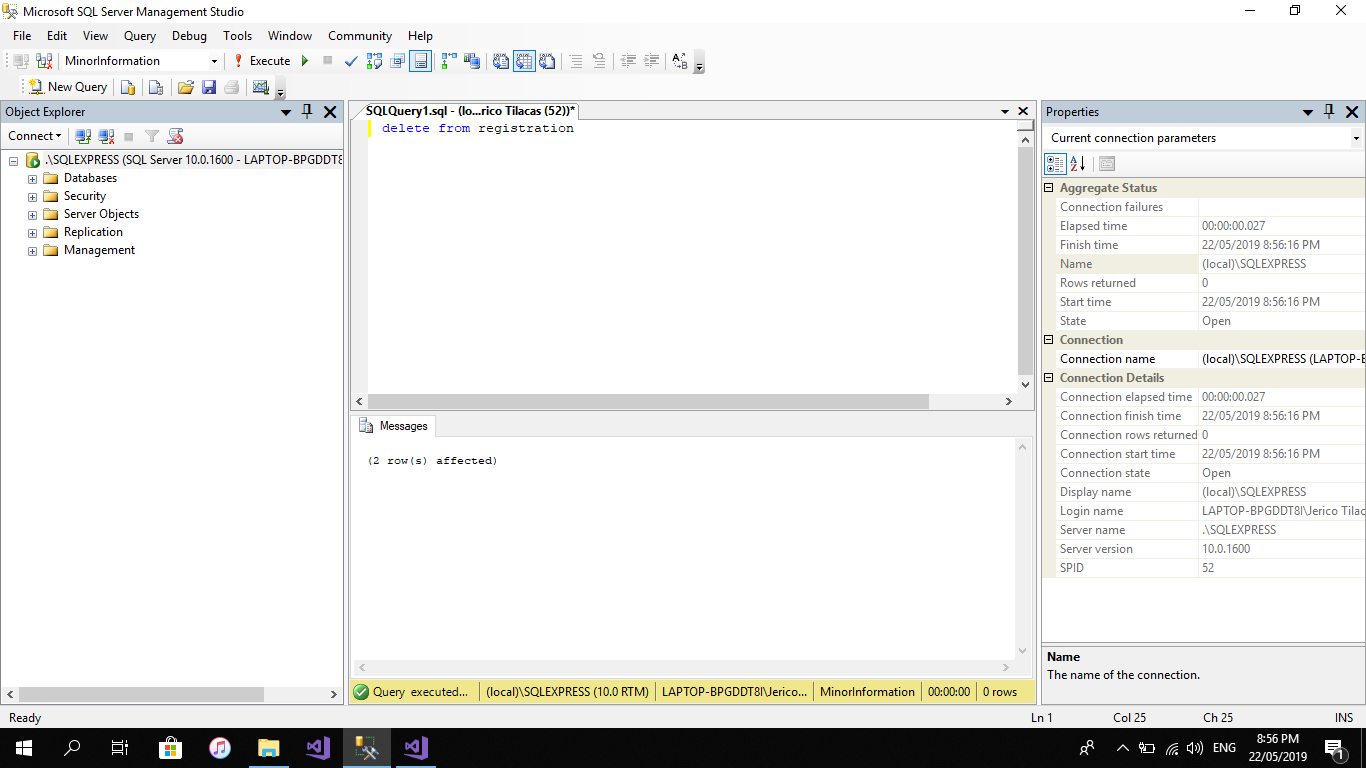 Microsoft SQL Server Management Studio
File Edit View Query Debug Tools Window Community Help
MinorInformation Execute
New Query
Object Explorer
Connect
.\SQLEXPRESS (SQL Server 10.0.1600 - LAPTOP-BPGDDT8
Databases
Security
Server Objects
Replication
Management
SQLQuery1.sql - (lo...rico Tilacas (52))*
delete from registration
Messages
(2 row(s) affected)
Query executed... (local)\SQLEXPRESS (10.0 RTM) LAPTOP-BPGDDT8I\Jerico... MinorInformation 00:00:00 0 rows
Properties
Current connection parameters
Aggregate Status
Connection failures
Elapsed time 00:00:00.027
Finish time 22/05/2019 8:56:16 PM
Name (local)\SQLEXPRESS
Rows returned 0
Start time 22/05/2019 8:56:16 PM
State Open
Connection
Connection name (local)\SQLEXPRESS (LAPTOP-B
Connection Details
Connection elapsed time 00:00:00.027
Connection finish time 22/05/2019 8:56:16 PM
Connection rows returned 0
Connection start time 22/05/2019 8:56:16 PM
Connection state Open
Display name (local)\SQLEXPRESS
Login name LAPTOP-BPGDDT8I\Jerico Tilac
Server name .\SQLEXPRESS
Server version 10.0.1600
SPID 52
Name
The name of the connection.
Ready Ln 1 Col 25 Ch 25 INS
ENG 8:56 PM
22/05/2019 1